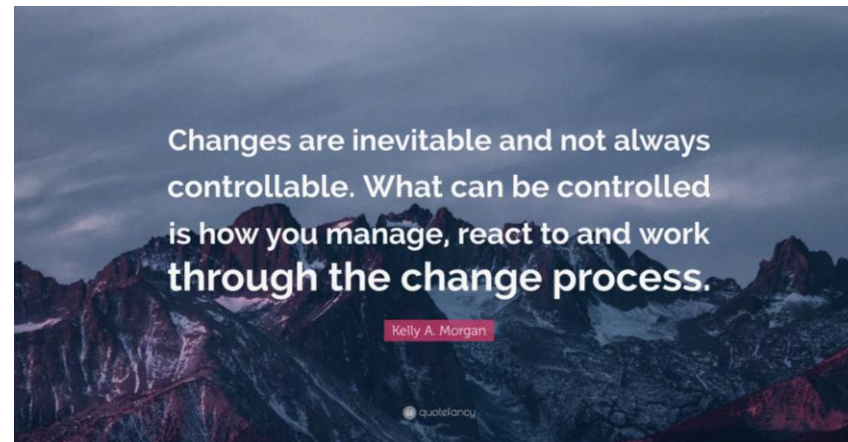 Changes are inevitable and not always
controllable. What can be controlled
is how you manage, react to and work
through the change process.
Kelly A. Morgan
quotefancy